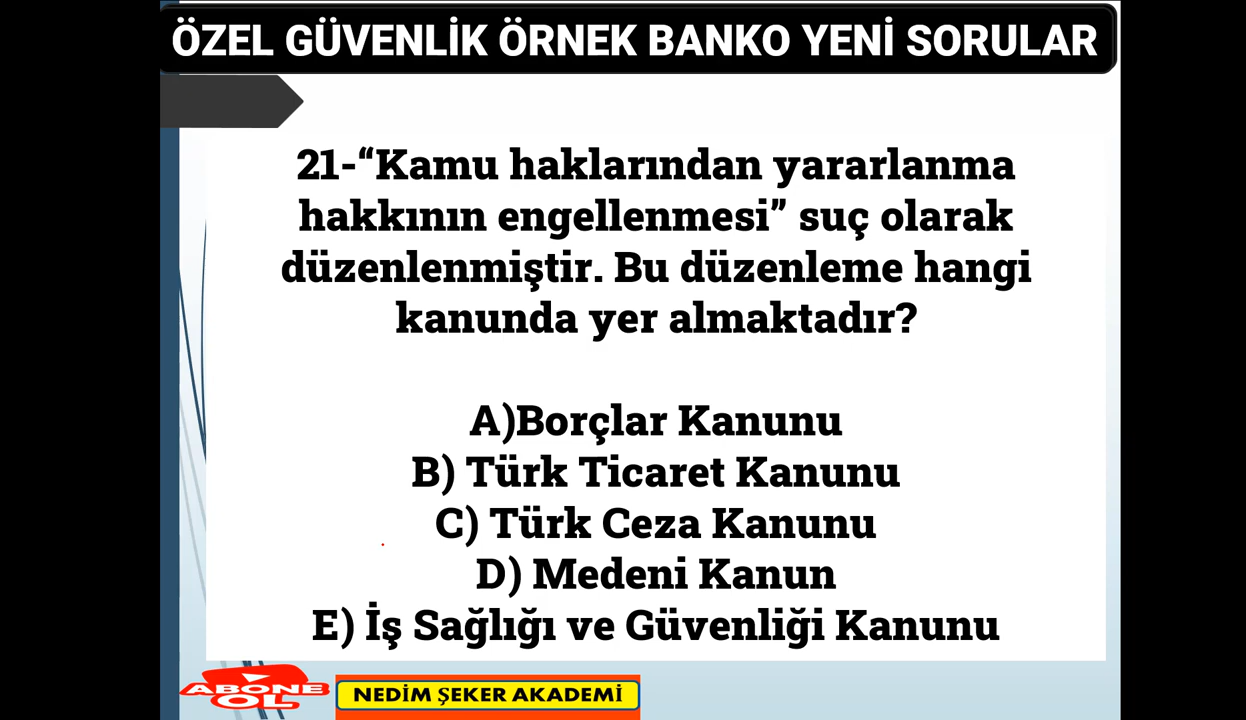 ÖZEL GÜVENLİK ÖRNEK BANKO YENİ SORULAR
21-“Kamu haklarından yararlanma
hakkının engellenmesi” suç olarak
düzenlenmiştir. Bu düzenleme hangi
kanunda yer almaktadır?
A)Borçlar Kanunu
B) Türk Ticaret Kanunu
C) Türk Ceza Kanunu
D) Medeni Kanun
E) İş Sağlığı ve Güvenliği Kanunu
ABONE
OL
NEDİM ŞEKER AKADEMİ